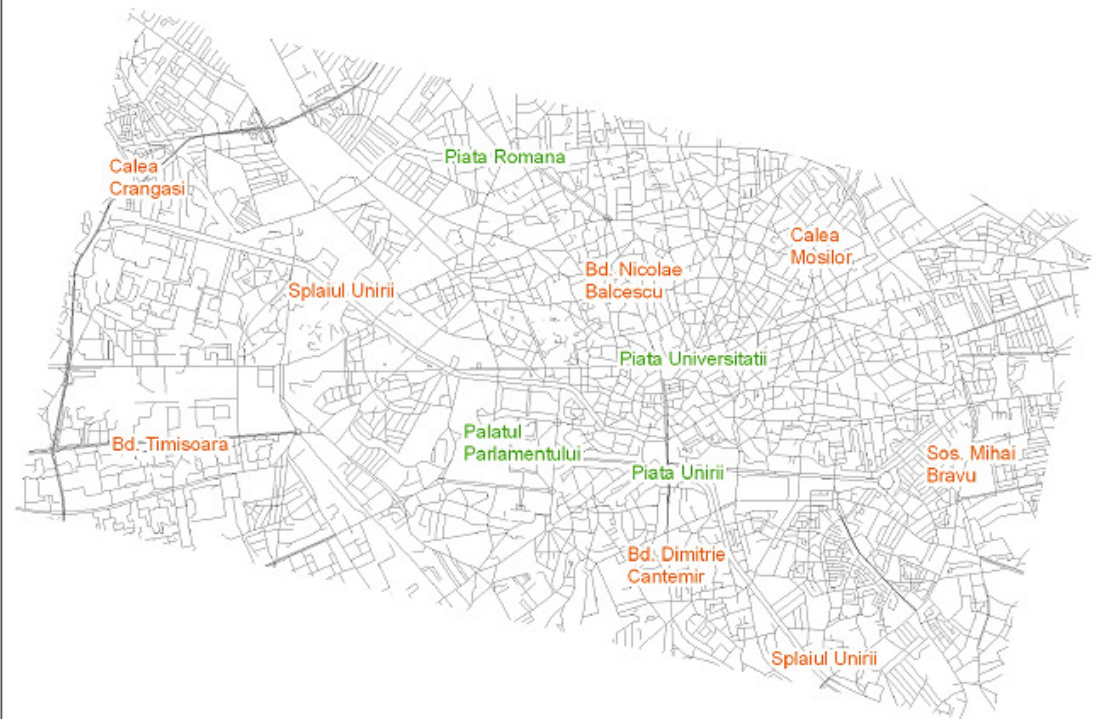 Piata Romana
Calea
Crangasi
Calea
Mosilor
Bd. Nicolae
Balcescu
Splaiul Unirii
Piata Universitatii
Bd. Timisoara
Palatul
Parlamentului
Piata Unirii
Sos. Mihai
Bravu
Bd. Dimitrie
Cantemir
Splaiul Unirii